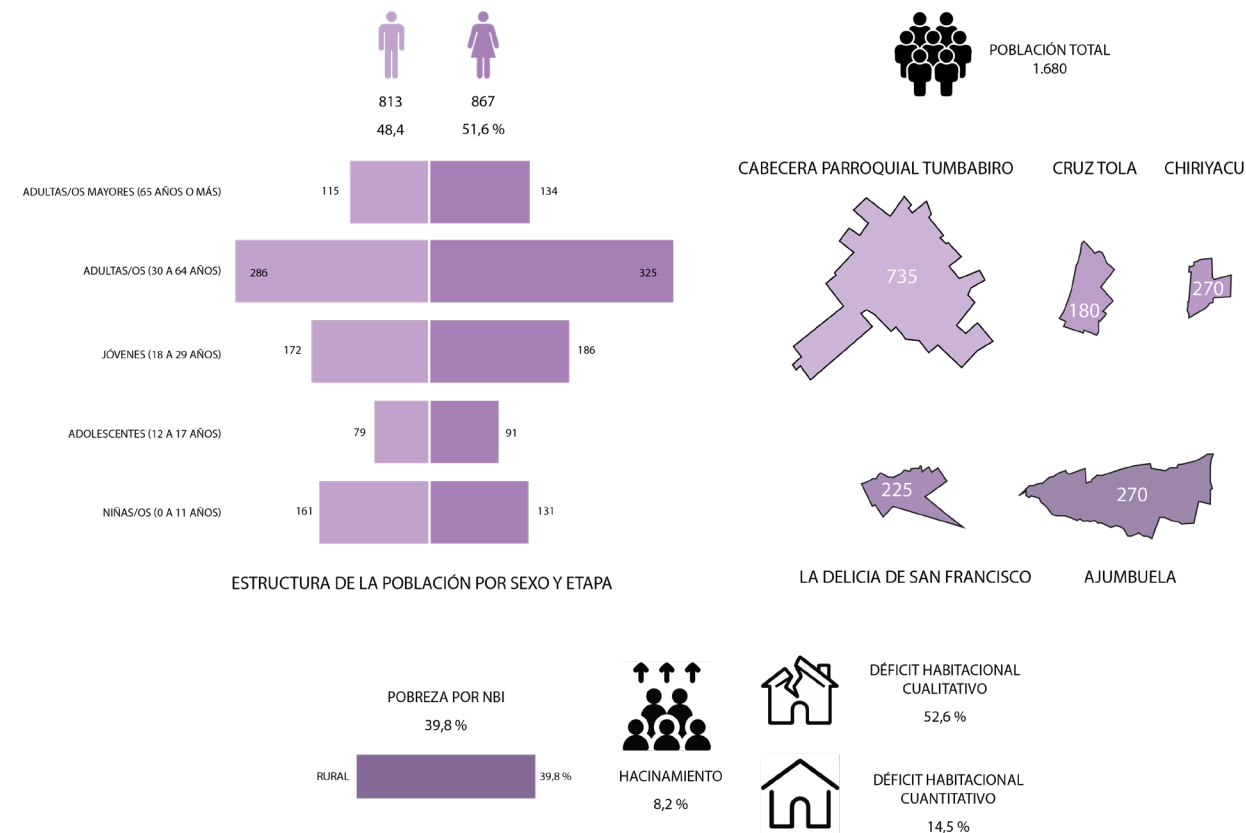 813
48,4
867
51,6 %
POBLACIÓN TOTAL
1.680
ADULTAS/OS MAYORES (65 AÑOS O MÁS)
115
134
ADULTAS/OS (30 A 64 AÑOS)
286
325
JÓVENES (18 A 29 AÑOS)
172
186
ADOLESCENTES (12 A 17 AÑOS)
79
91
NIÑAS/OS (0 A 11 AÑOS)
161
131
ESTRUCTURA DE LA POBLACIÓN POR SEXO Y ETAPA
CABECERA PARROQUIAL TUMBABIRO
735
CRUZ TOLA
180
CHIRIYACU
270
225
LA DELICIA DE SAN FRANCISCO
270
AJUMBUELA
POBREZA POR NBI
39,8 %
RURAL
39,8 %
HACINAMIENTO
8,2 %
DÉFICIT HABITACIONAL
CUALITATIVO
52,6 %
DÉFICIT HABITACIONAL
CUANTITATIVO
14,5 %